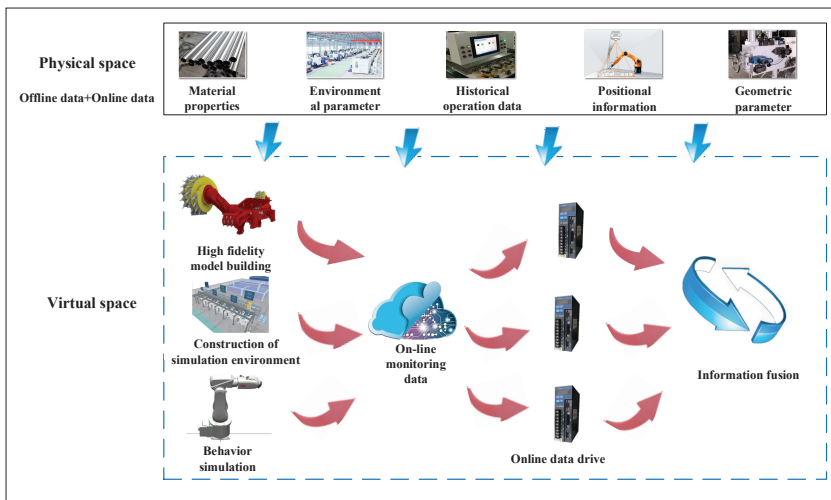 Physical space
Offline data+Online data
Material
properties
Environment
al parameter
Historical
operation data
Positional
information
Geometric
parameter
Virtual space
High fidelity
model building
Construction of
simulation environment
Behavior
simulation
On-line
monitoring
data
Online data drive
Information fusion